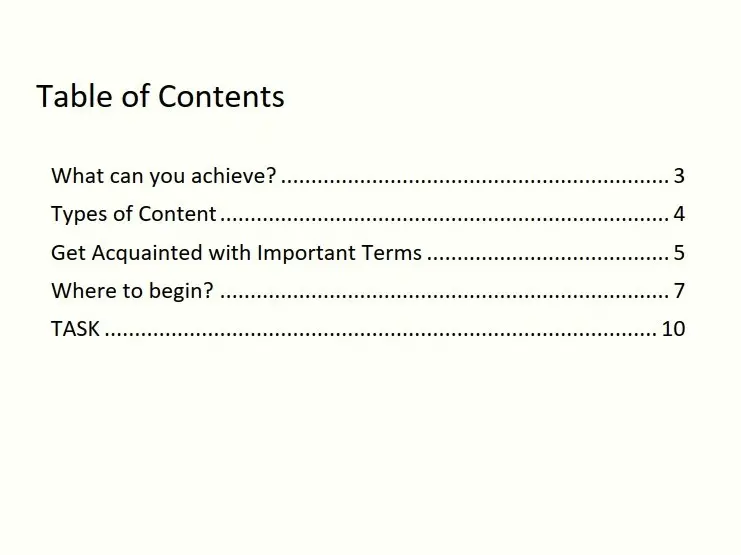 Table of Contents
What can you achieve? ................................................................. 3
Types of Content ........................................................................... 4
Get Acquainted with Important Terms ........................................ 5
Where to begin? ........................................................................... 7
TASK ............................................................................................ 10